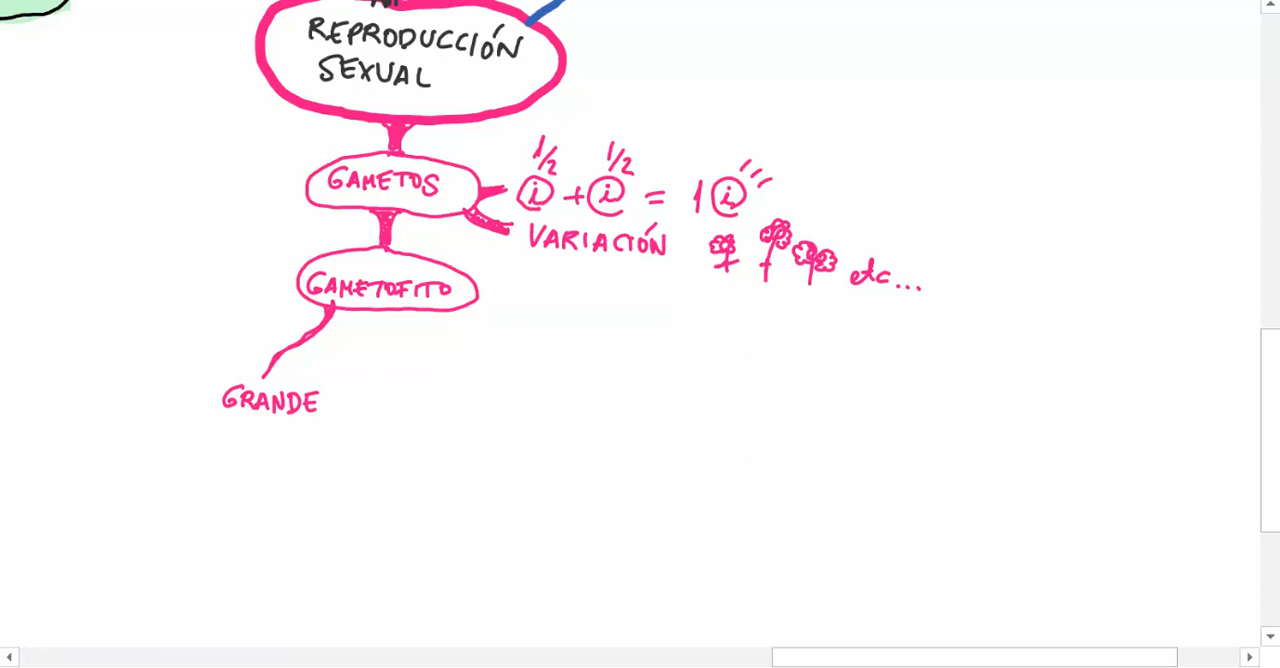 REPRODUCCIÓN
SEXUAL
1/2 1/2
GAMETOS i + i = 1 i
VARIACIÓN etc...
GAMETOFITO
GRANDE